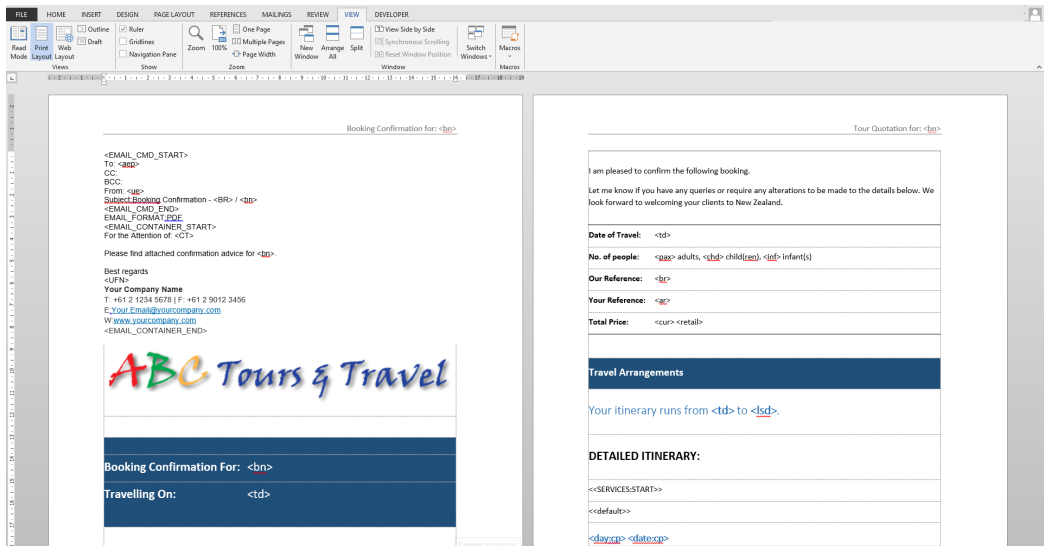 FILE HOME INSERT DESIGN PAGE LAYOUT REFERENCES MAILINGS REVIEW VIEW DEVELOPER
Read Mode
Print Layout
Web Layout
Outline
Draft
Views
Ruler
Gridlines
Navigation Pane
Show
Zoom
100%
One Page
Multiple Pages
Page Width
Zoom
New Window
Arrange All
Split
View Side by Side
Synchronous Scrolling
Reset Window Position
Window
Switch Windows
Macros
Macros
Booking Confirmation for: <bn>
<EMAIL_CMD_START>
To: <aep>
CC:
BCC:
From: <ue>
Subject:Booking Confirmation - <BR> / <bn>
<EMAIL_CMD_END>
EMAIL_FORMAT:PDF
<EMAIL_CONTAINER_START>
For the Attention of: <CT>
Please find attached confirmation advice for <bn>.
Best regards
<UFN>
Your Company Name
T: +61 2 1234 5678 | F: +61 2 9012 3456
E:Your.Email@yourcompany.com
W:www.yourcompany.com
<EMAIL_CONTAINER_END>
ABC Tours & Travel
Booking Confirmation For: <bn>
Travelling On: <td>
Tour Quotation for: <bn>
I am pleased to confirm the following booking.
Let me know if you have any queries or require any alterations to be made to the details below. We
look forward to welcoming your clients to New Zealand.
Date of Travel: <td>
No. of people: <pax> adults, <chd> child(ren), <inf> infant(s)
Our Reference: <br>
Your Reference: <ar>
Total Price: <cur> <retail>
Travel Arrangements
Your itinerary runs from <td> to <lsd>.
DETAILED ITINERARY:
<<SERVICES:START>>
<<default>>
<day:cp> <date:cp>